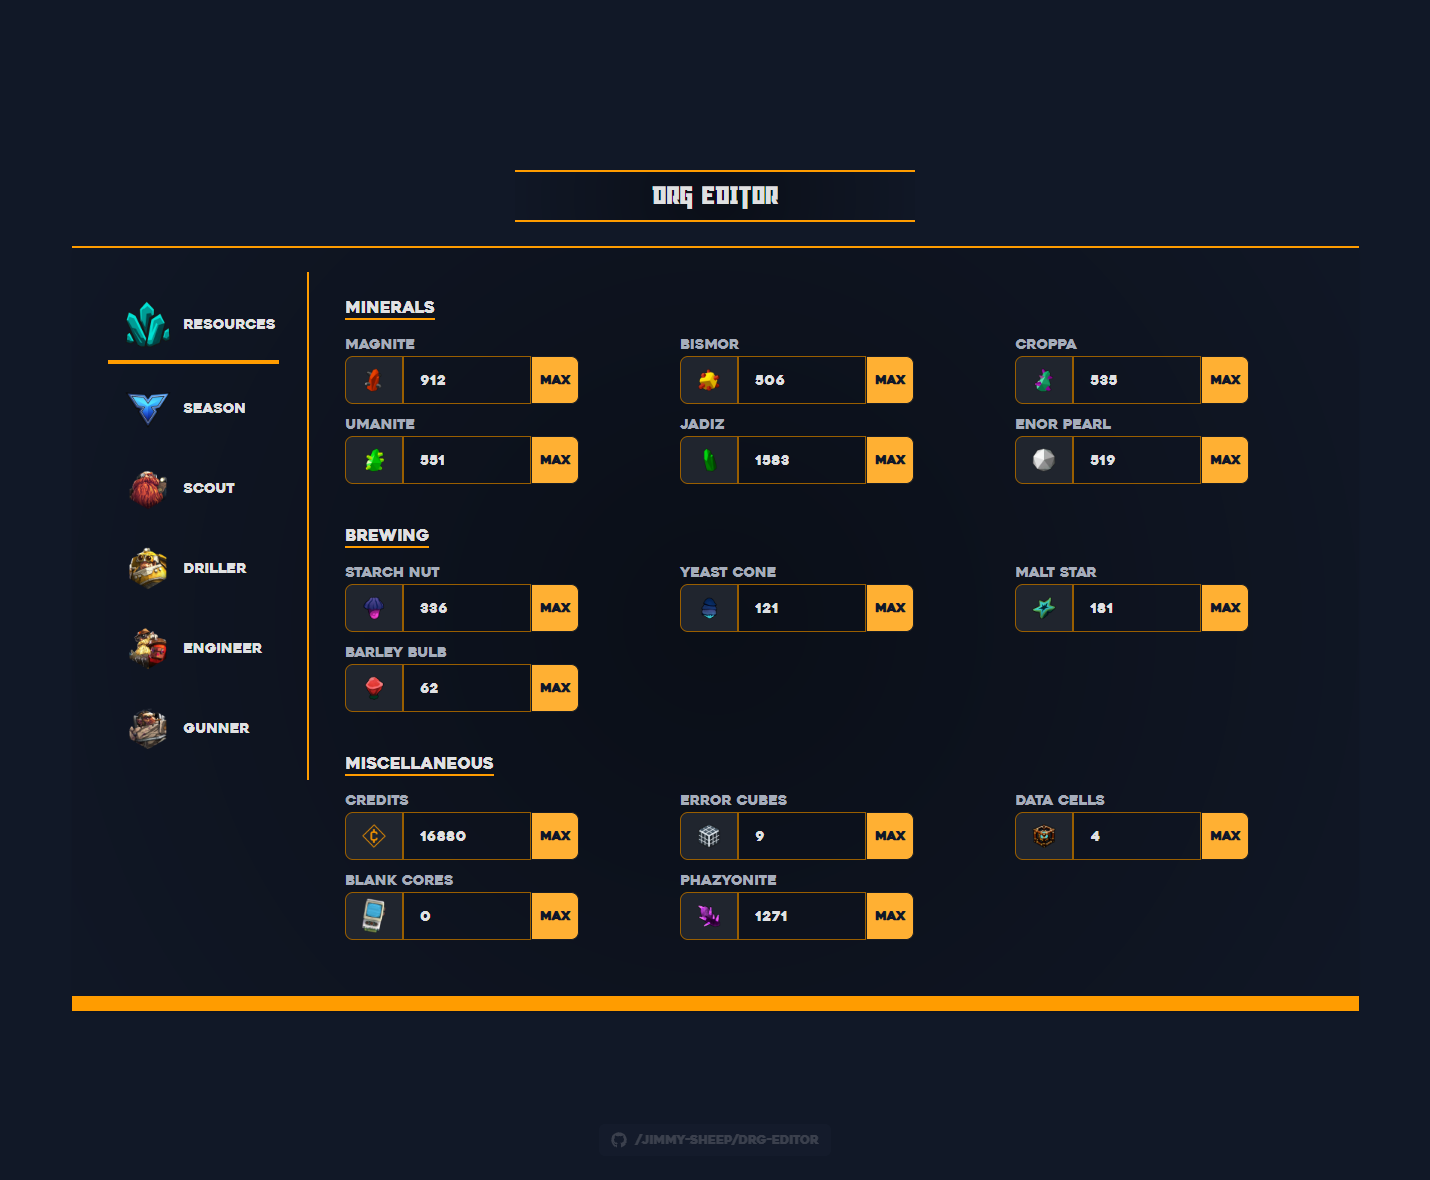 DRG EDITOR
RESOURCES
SEASON
SCOUT
DRILLER
ENGINEER
GUNNER
MINERALS
MAGNITE BISMOR CROPPA
912 MAX 506 MAX 535 MAX
UMANITE JADIZ ENOR PEARL
551 MAX 1583 MAX 519 MAX
BREWING
STARCH NUT YEAST CONE MALT STAR
336 MAX 121 MAX 181 MAX
BARLEY BULB
62 MAX
MISCELLANEOUS
CREDITS ERROR CUBES DATA CELLS
16880 MAX 9 MAX 4 MAX
BLANK CORES PHAZYONITE
0 MAX 1271 MAX
/JIMMY-SHEEP/DRG-EDITOR